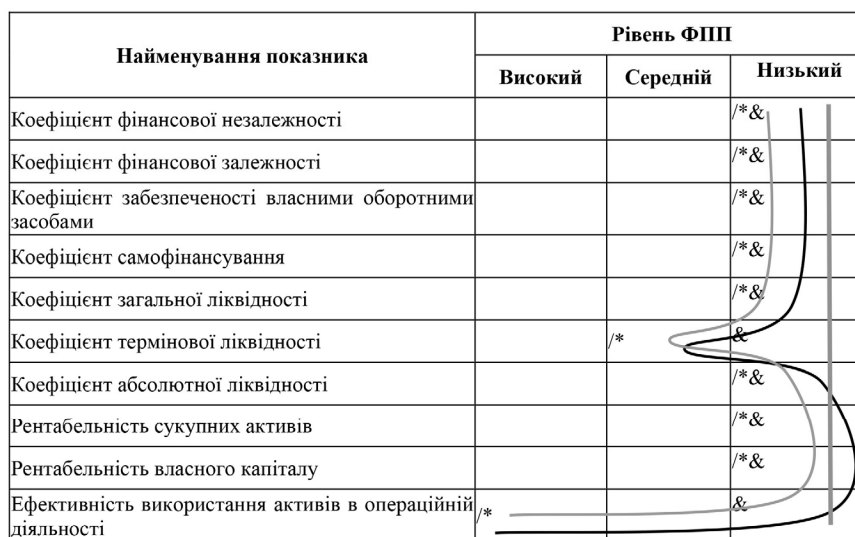 Найменування показника
Рівень ФПП
Високий Середній Низький
Коефіцієнт фінансової незалежності /*&
Коефіцієнт фінансової залежності /*&
Коефіцієнт забезпеченості власними оборотними /*&
засобами
Коефіцієнт самофінансування /*&
Коефіцієнт загальної ліквідності /*&
Коефіцієнт термінової ліквідності /* &
Коефіцієнт абсолютної ліквідності /*&
Рентабельність сукупних активів /*&
Рентабельність власного капіталу /*&
Ефективність використання активів в операційній /* &
діяльності